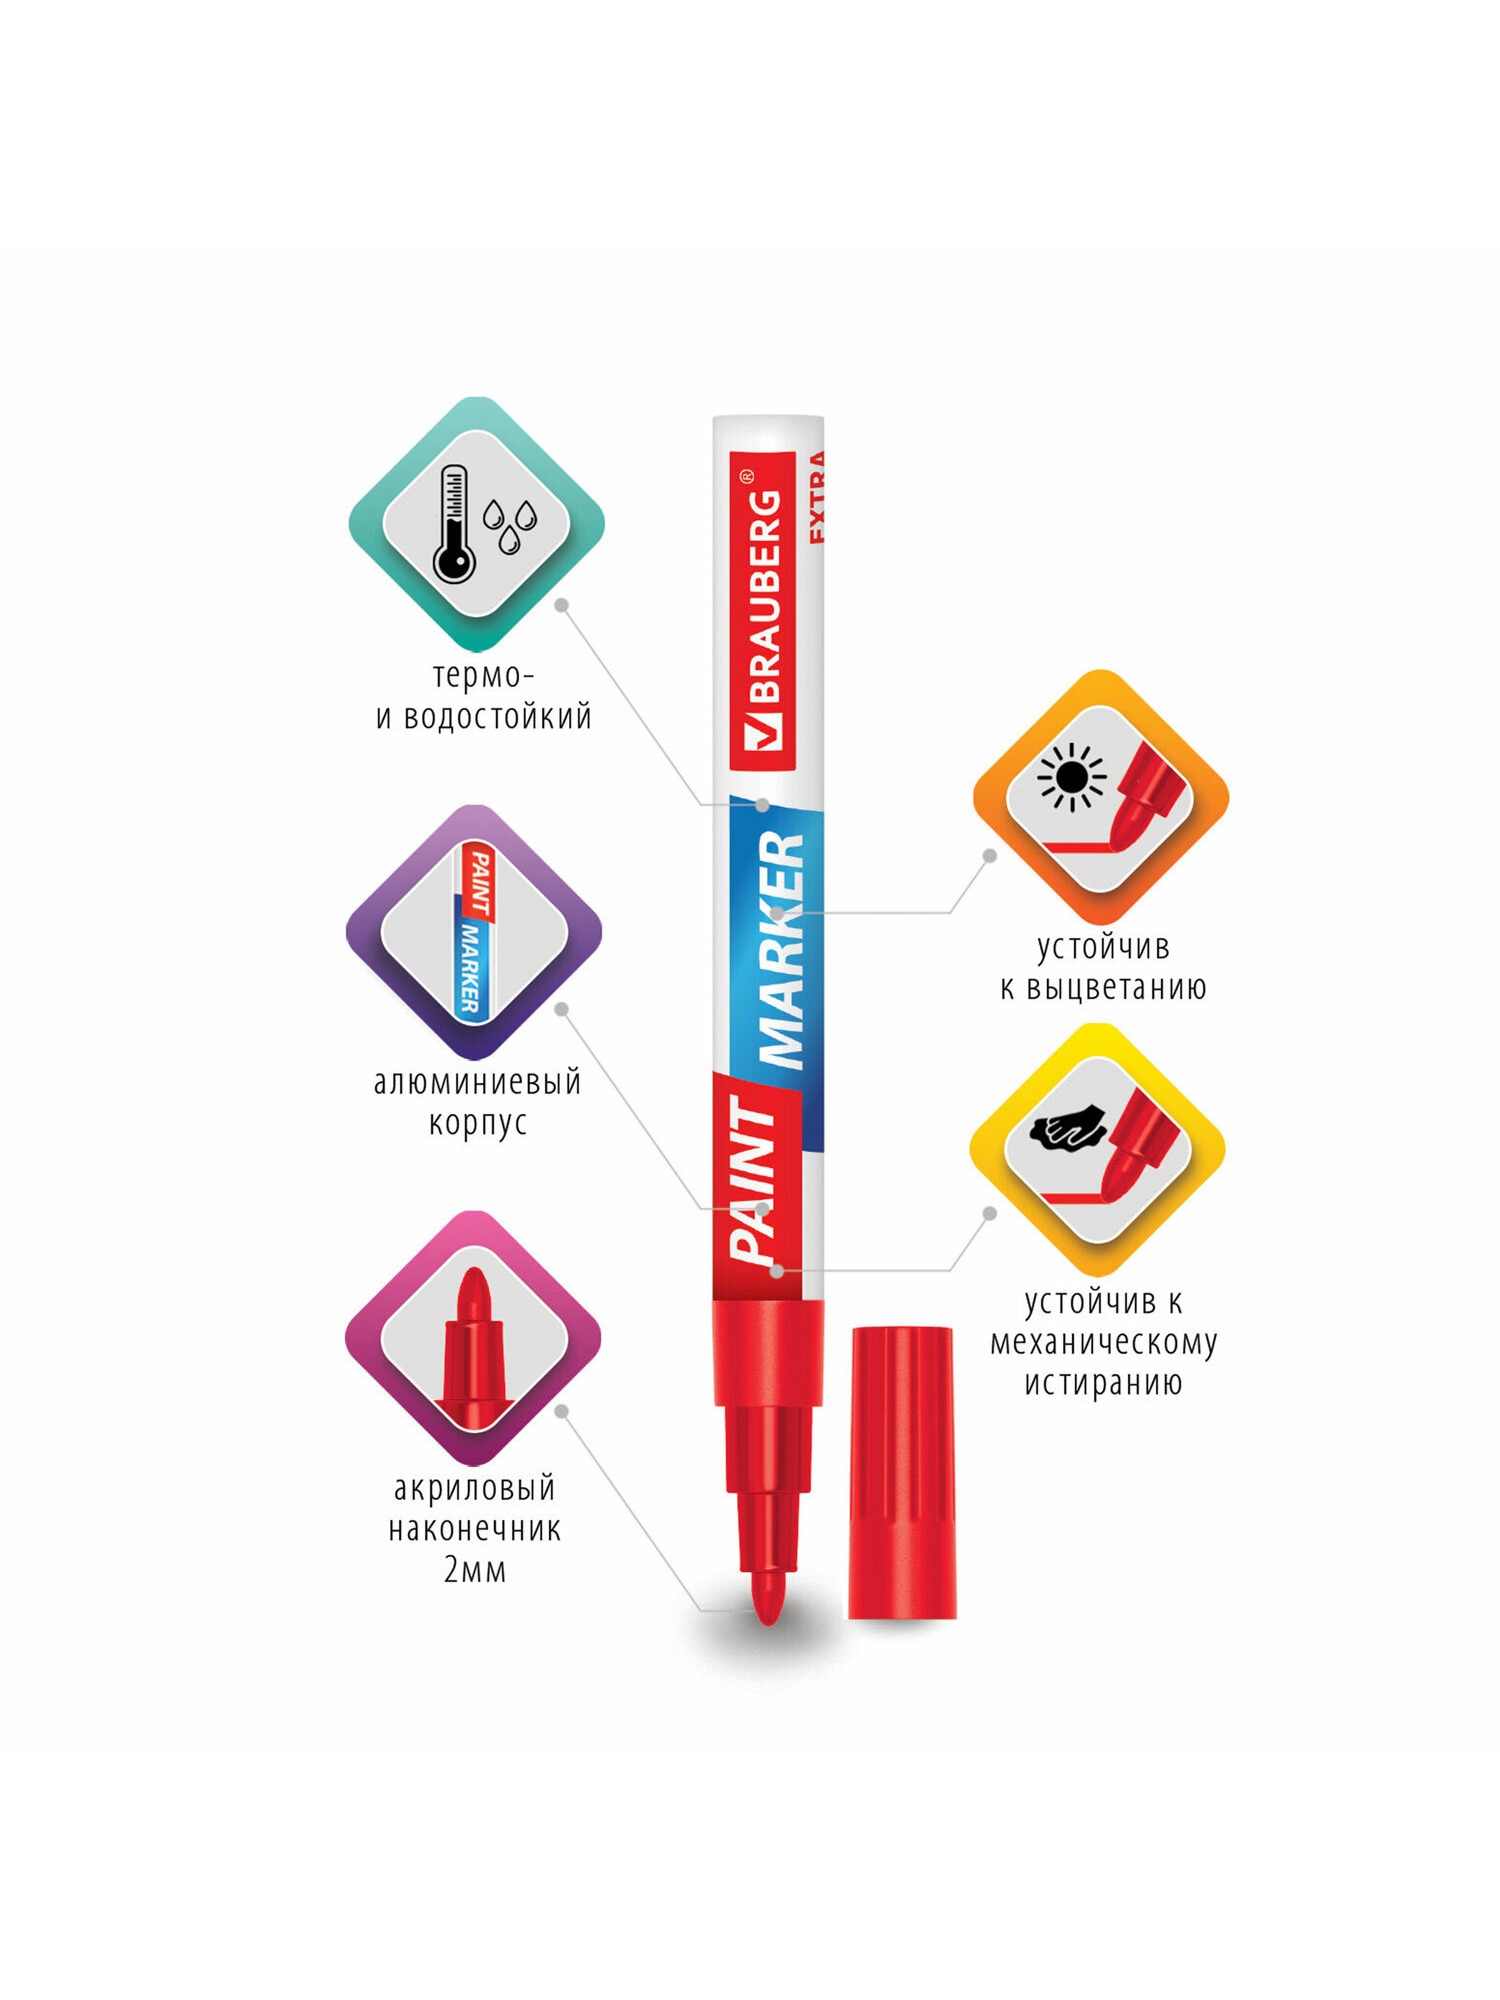 термо-
и водостойкий
PAINT
MARKER
алюминиевый
корпус
акриловый
наконечник
2мм
BRAUBERG®
EXTRA
MARKER
PAINT
устойчив
к выцветанию
устойчив к
механическому
истиранию